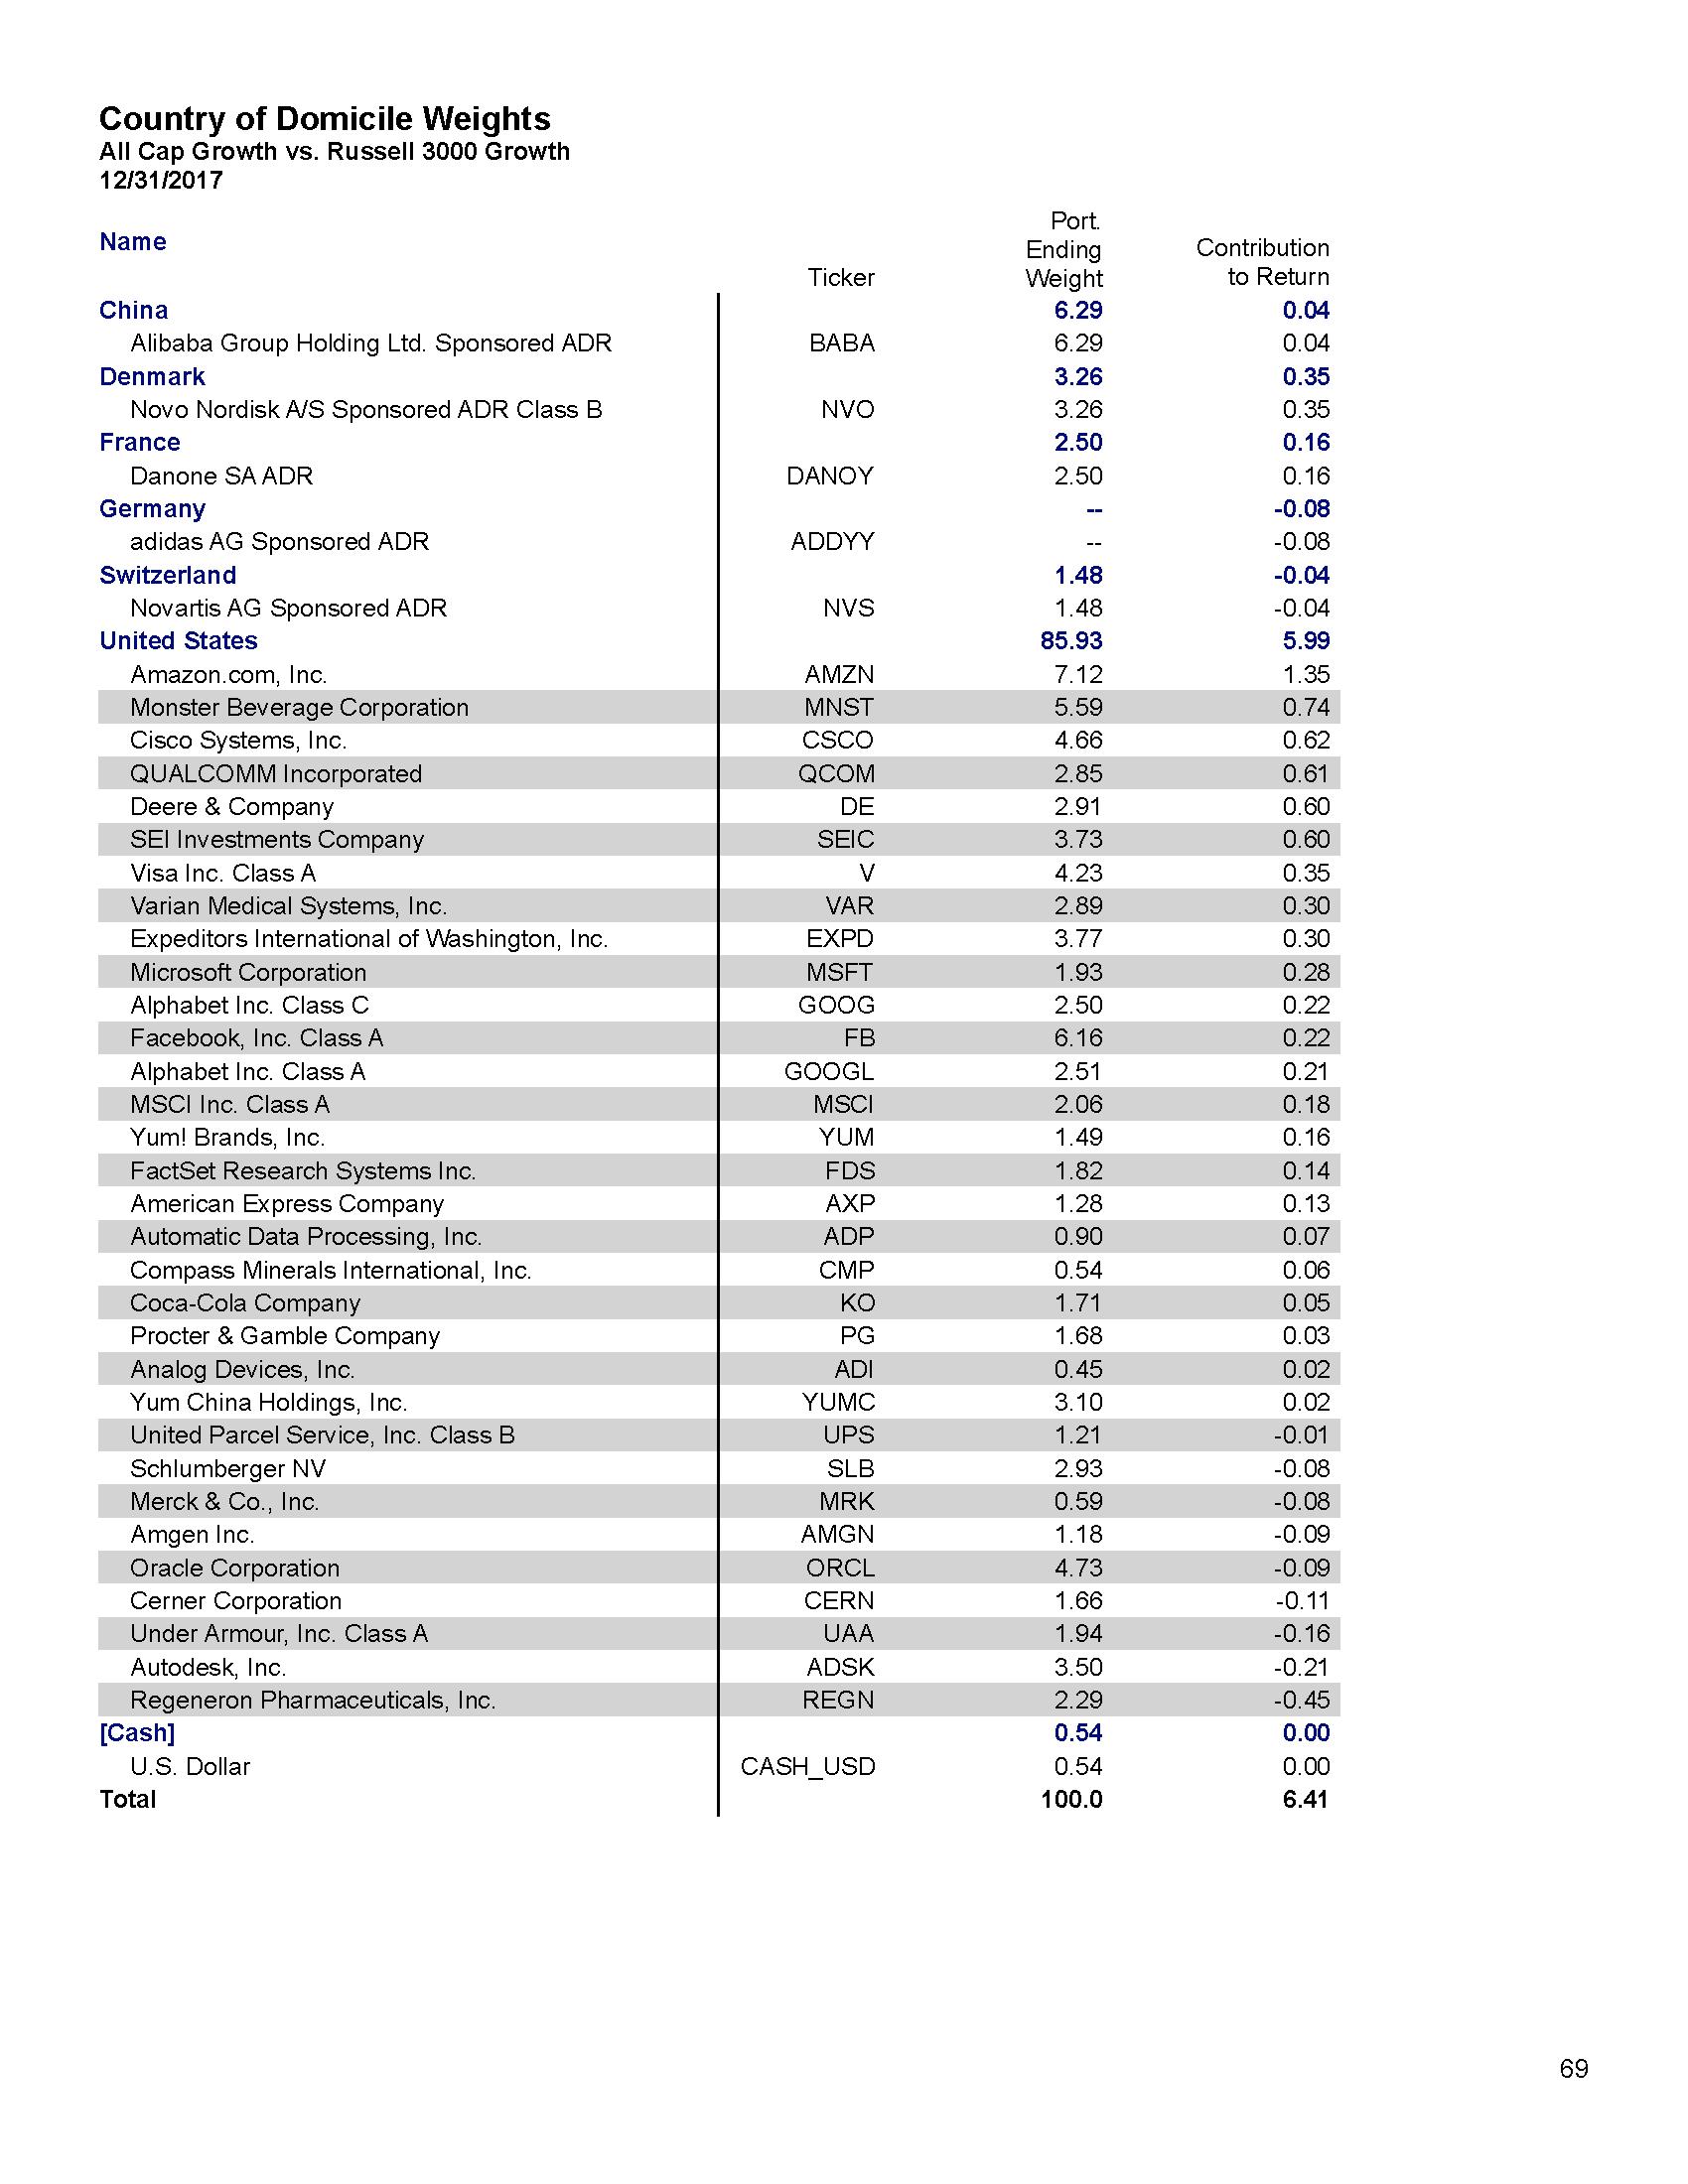 Country of Domicile Weights
All Cap Growth vs. Russell 3000 Growth
12/31/2017
Name Ticker Port. Ending Weight Contribution to Return
China 6.29 0.04
Alibaba Group Holding Ltd. Sponsored ADR BABA 6.29 0.04
Denmark 3.26 0.35
Novo Nordisk A/S Sponsored ADR Class B NVO 3.26 0.35
France 2.50 0.16
Danone SA ADR DANOY 2.50 0.16
Germany -- -0.08
adidas AG Sponsored ADR ADDYY -- -0.08
Switzerland 1.48 -0.04
Novartis AG Sponsored ADR NVS 1.48 -0.04
United States 85.93 5.99
Amazon.com, Inc. AMZN 7.12 1.35
Monster Beverage Corporation MNST 5.59 0.74
Cisco Systems, Inc. CSCO 4.66 0.62
QUALCOMM Incorporated QCOM 2.85 0.61
Deere & Company DE 2.91 0.60
SEI Investments Company SEIC 3.73 0.60
Visa Inc. Class A V 4.23 0.35
Varian Medical Systems, Inc. VAR 2.89 0.30
Expeditors International of Washington, Inc. EXPD 3.77 0.30
Microsoft Corporation MSFT 1.93 0.28
Alphabet Inc. Class C GOOG 2.50 0.22
Facebook, Inc. Class A FB 6.16 0.22
Alphabet Inc. Class A GOOGL 2.51 0.21
MSCI Inc. Class A MSCI 2.06 0.18
Yum! Brands, Inc. YUM 1.49 0.16
FactSet Research Systems Inc. FDS 1.82 0.14
American Express Company AXP 1.28 0.13
Automatic Data Processing, Inc. ADP 0.90 0.07
Compass Minerals International, Inc. CMP 0.54 0.06
Coca-Cola Company KO 1.71 0.05
Procter & Gamble Company PG 1.68 0.03
Analog Devices, Inc. ADI 0.45 0.02
Yum China Holdings, Inc. YUMC 3.10 0.02
United Parcel Service, Inc. Class B UPS 1.21 -0.01
Schlumberger NV SLB 2.93 -0.08
Merck & Co., Inc. MRK 0.59 -0.08
Amgen Inc. AMGN 1.18 -0.09
Oracle Corporation ORCL 4.73 -0.09
Cerner Corporation CERN 1.66 -0.11
Under Armour, Inc. Class A UAA 1.94 -0.16
Autodesk, Inc. ADSK 3.50 -0.21
Regeneron Pharmaceuticals, Inc. REGN 2.29 -0.45
[Cash] 0.54 0.00
U.S. Dollar CASH_USD 0.54 0.00
Total 100.0 6.41
69